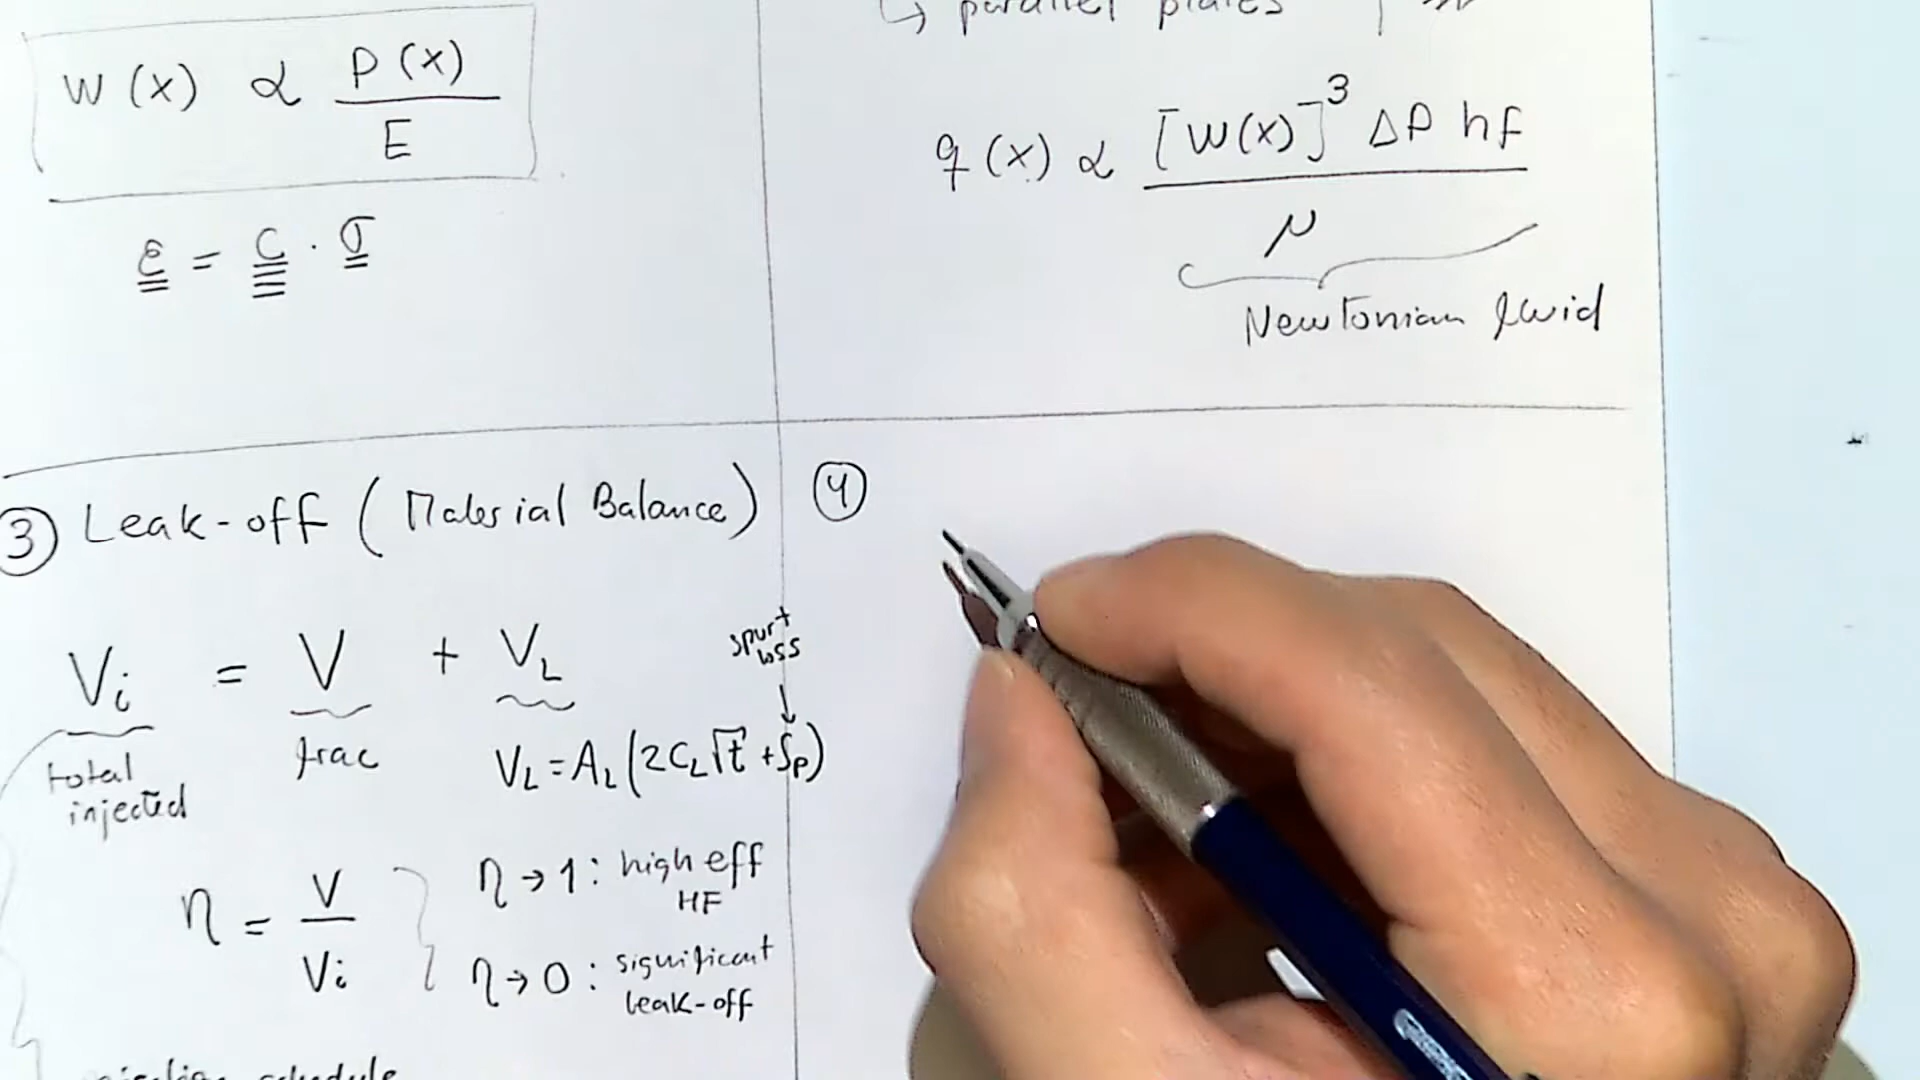 ↳ parallel plates
W(x) ∝ P(x) / E
ε = C · σ
q(x) ∝ [W(x)]³ ΔP hf / μ
Newtonian fluid
③ Leak-off (Material Balance)
Vi = V + VL
total injected
frac
spurt loss
VL = AL (2CL√t + Sp)
η = V / Vi
η → 1 : high eff HF
η → 0 : significant leak-off
schedule
④